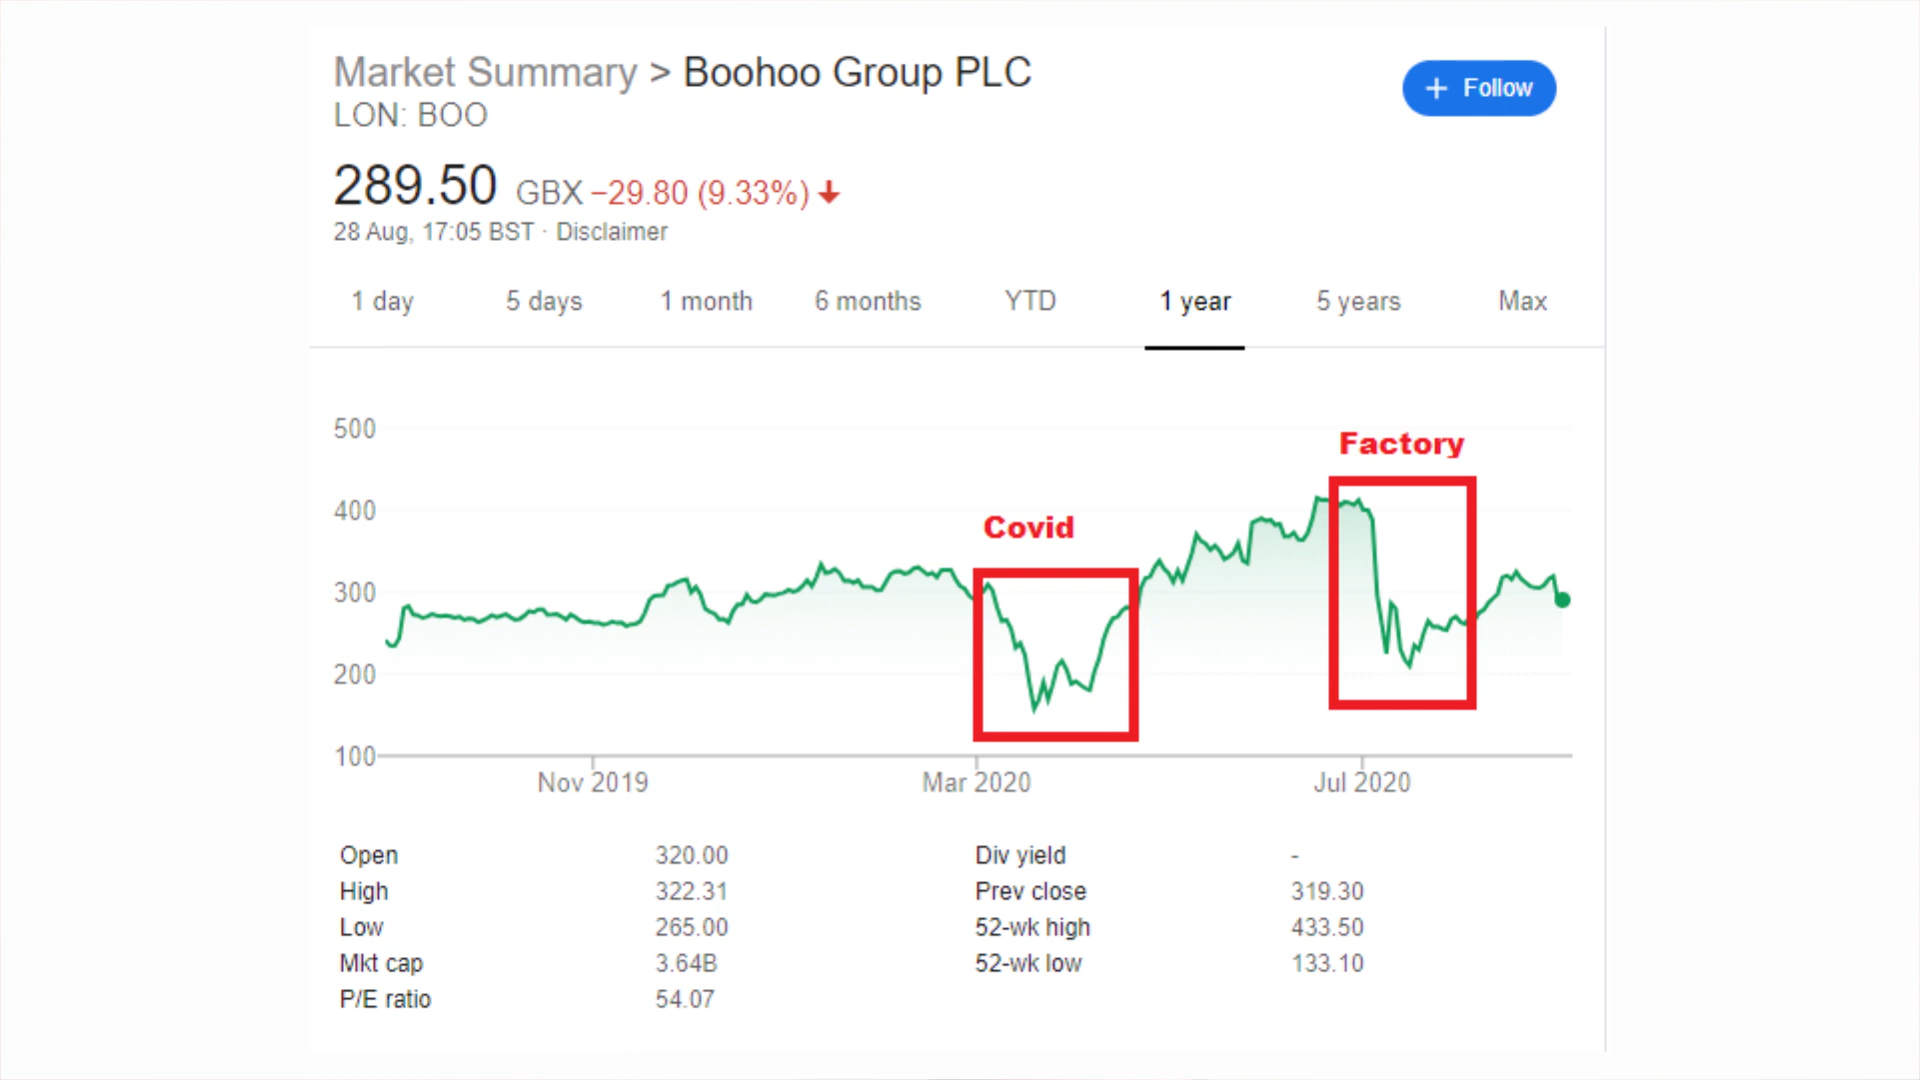 Market Summary > Boohoo Group PLC
LON: BOO
+ Follow
289.50 GBX −29.80 (9.33%)
28 Aug, 17:05 BST · Disclaimer
1 day 5 days 1 month 6 months YTD 1 year 5 years Max
500
Factory
400
Covid
300
200
100
Nov 2019 Mar 2020 Jul 2020
Open 320.00 Div yield -
High 322.31 Prev close 319.30
Low 265.00 52-wk high 433.50
Mkt cap 3.64B 52-wk low 133.10
P/E ratio 54.07